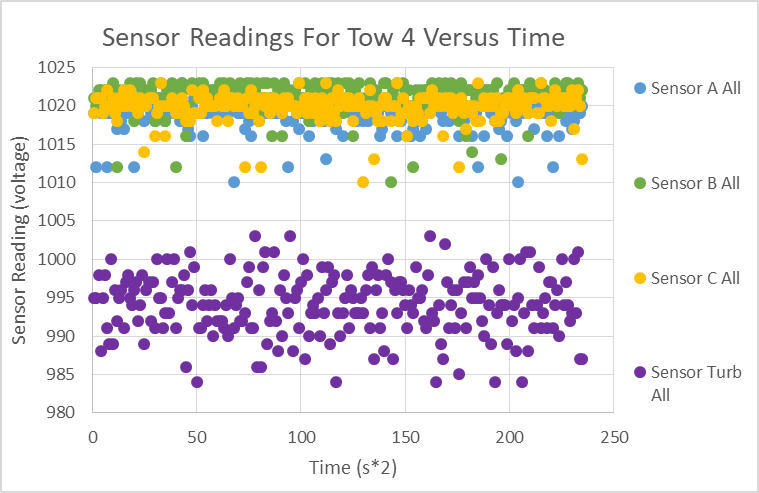 Sensor Readings For Tow 4 Versus Time
Sensor Reading (voltage)
1025
1020
1015
1010
1005
1000
995
990
985
980
0 50 100 150 200 250
Time (s*2)
Sensor A All
Sensor B All
Sensor C All
Sensor Turb
All